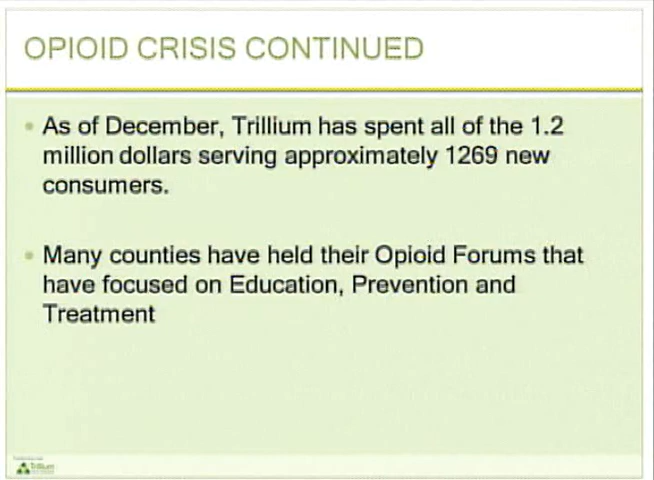 OPIOID CRISIS CONTINUED
As of December, Trillium has spent all of the 1.2
million dollars serving approximately 1269 new
consumers.
Many counties have held their Opioid Forums that
have focused on Education, Prevention and
Treatment
Trillium